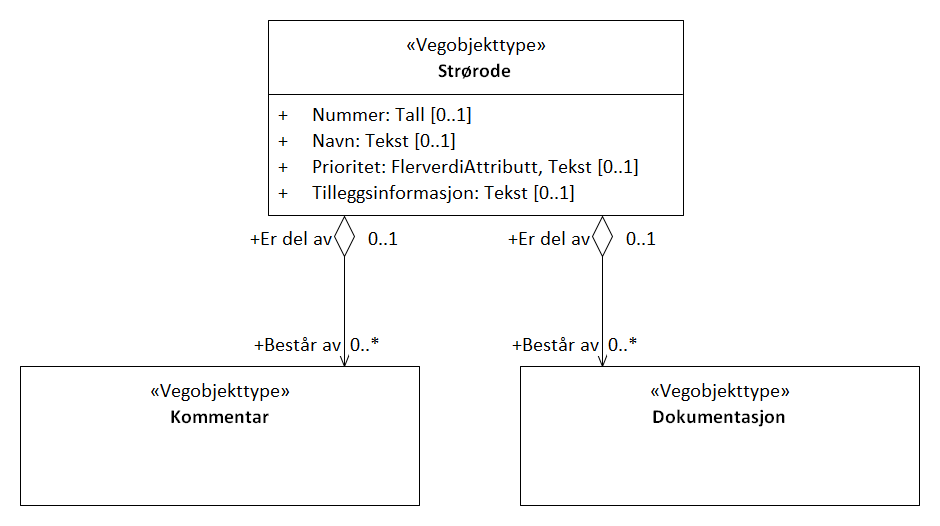 «Vegobjekttype»
Strørode
+ Nummer: Tall [0..1]
+ Navn: Tekst [0..1]
+ Prioritet: FlerverdiAttributt, Tekst [0..1]
+ Tilleggsinformasjon: Tekst [0..1]
+Er del av 0..1
+Er del av 0..1
+Består av 0..*
+Består av 0..*
«Vegobjekttype»
Kommentar
«Vegobjekttype»
Dokumentasjon